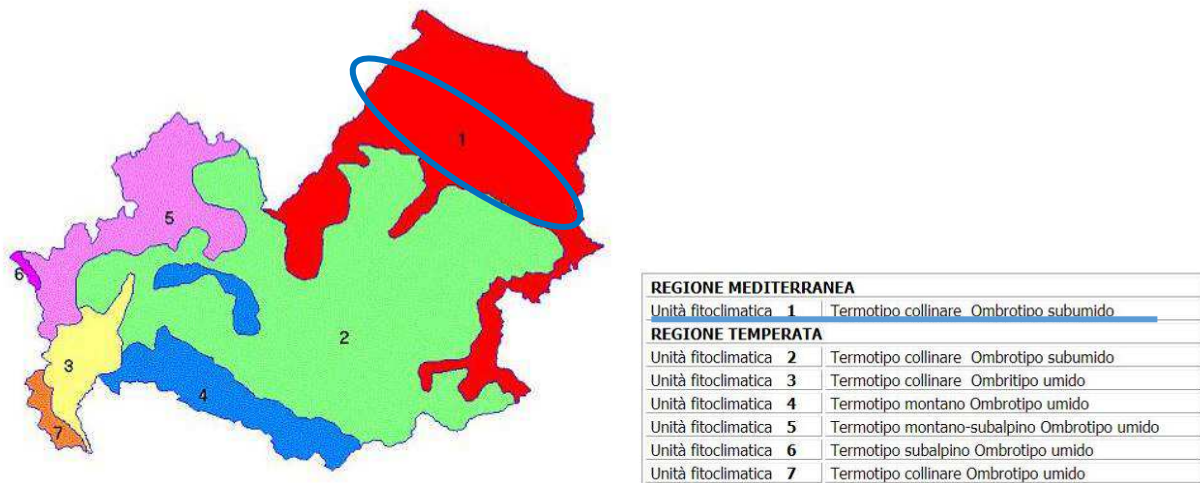 1
5
6
2
3
4
7
REGIONE MEDITERRANEA
Unità fitoclimatica 1 Termotipo collinare Ombrotipo subumido
REGIONE TEMPERATA
Unità fitoclimatica 2 Termotipo collinare Ombrotipo subumido
Unità fitoclimatica 3 Termotipo collinare Ombritipo umido
Unità fitoclimatica 4 Termotipo montano Ombrotipo umido
Unità fitoclimatica 5 Termotipo montano-subalpino Ombrotipo umido
Unità fitoclimatica 6 Termotipo subalpino Ombrotipo umido
Unità fitoclimatica 7 Termotipo collinare Ombrotipo umido